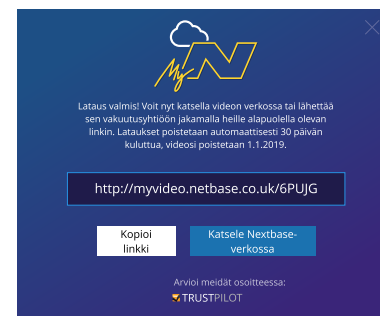 My N
Lataus valmis! Voit nyt katsella videon verkossa tai lähettää
sen vakuutusyhtiöön jakamalla heille alapuolella olevan
linkin. Lataukset poistetaan automaattisesti 30 päivän
kuluttua, videosi poistetaan 1.1.2019.
http://myvideo.netbase.co.uk/6PUJG
Kopioi
linkki
Katsele Nextbase-
verkossa
Arvioi meidät osoitteessa:
TRUSTPILOT